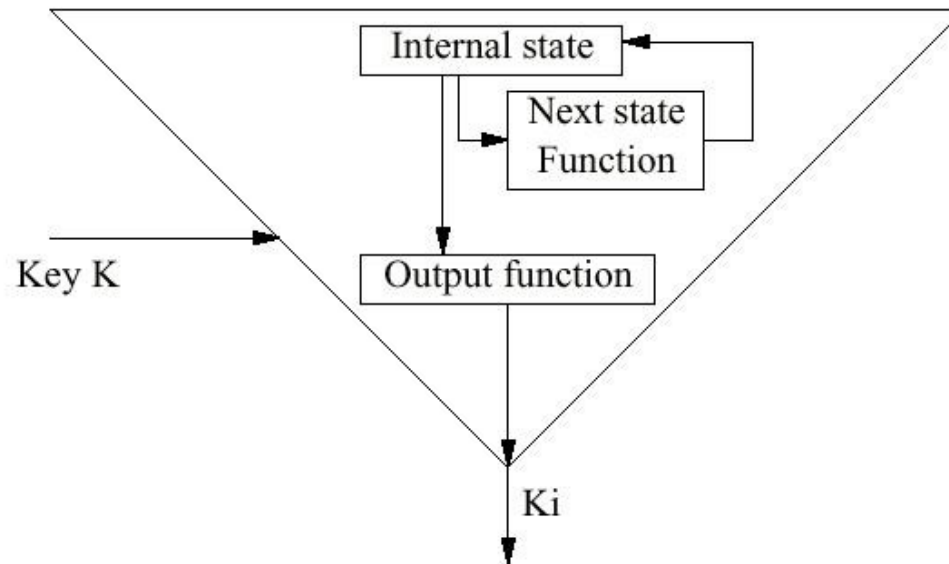 Internal state
Next state
Function
Key K
Output function
Ki